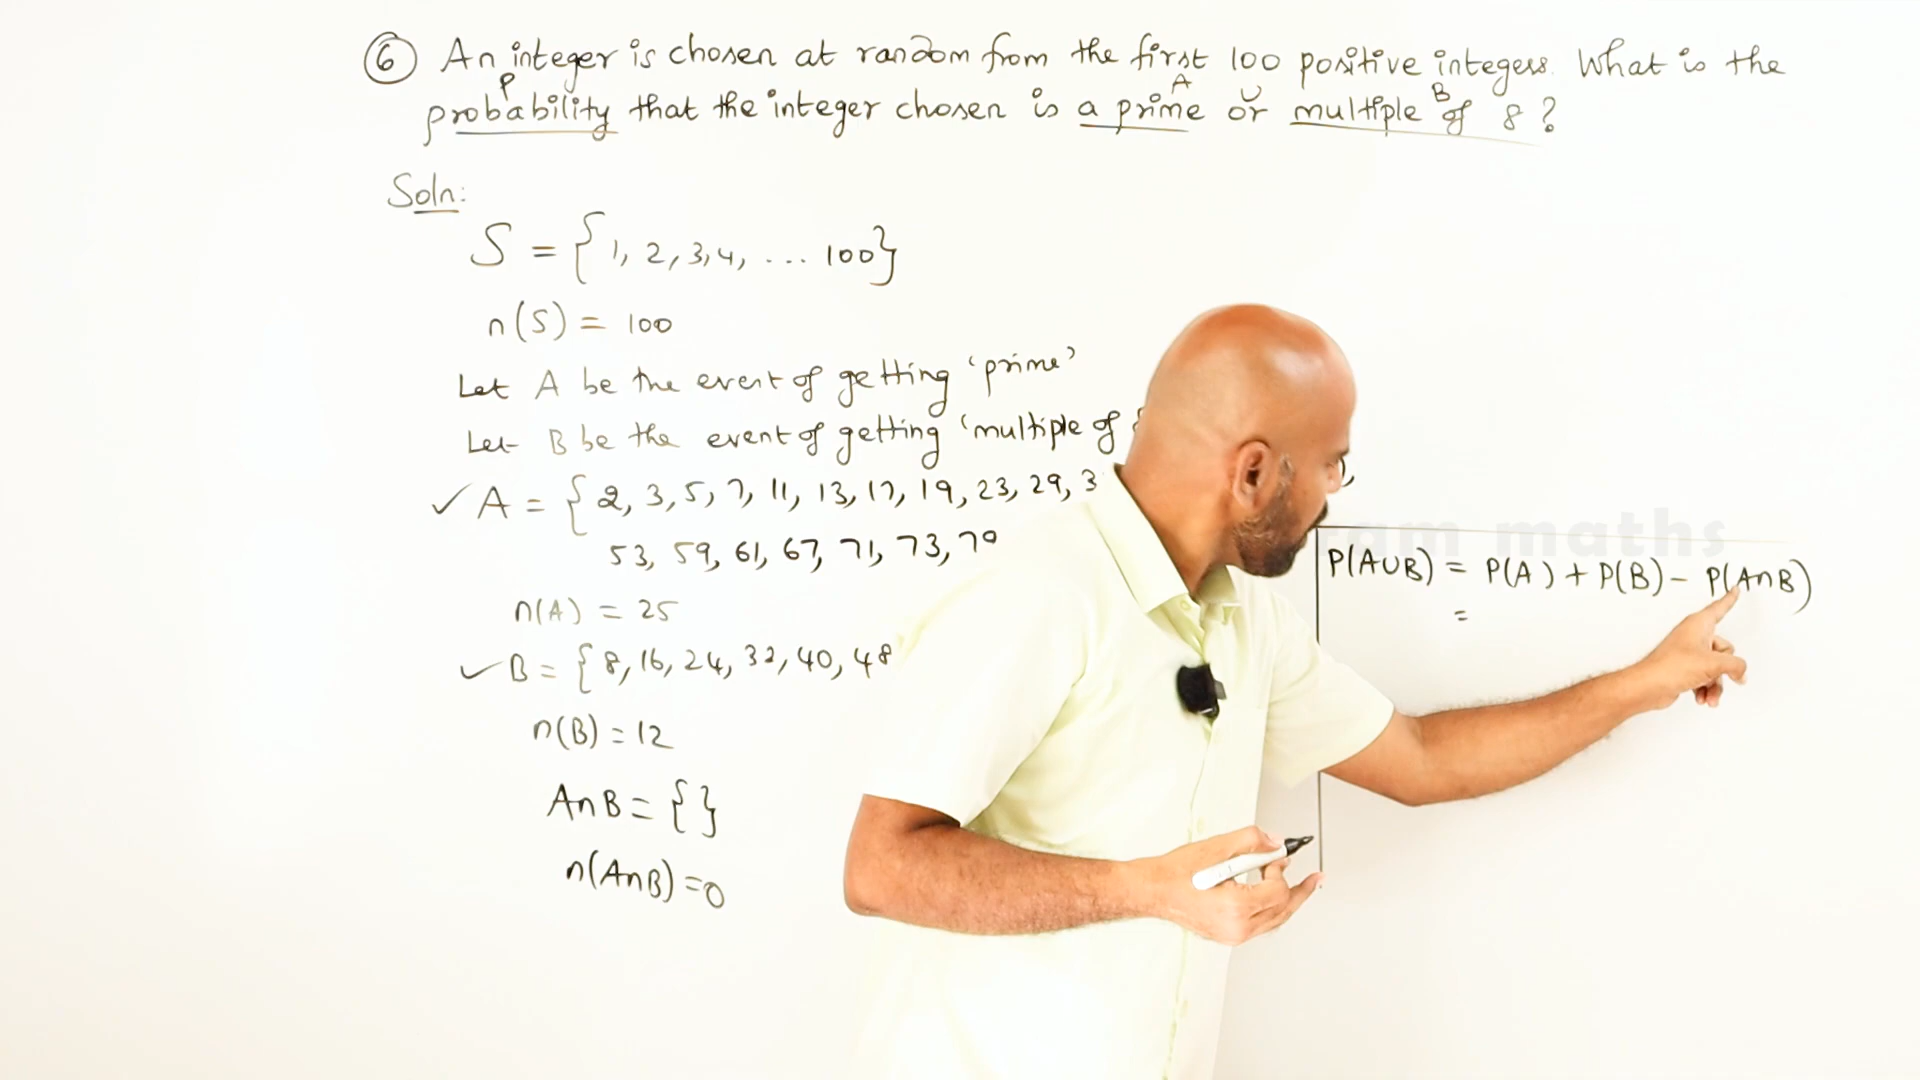 6 An integer is chosen at random from the first 100 positive integers. What is the
P A U B
probability that the integer chosen is a prime or multiple of 8 ?
Soln:
S = { 1, 2, 3, 4, ... 100}
n(S) = 100
Let A be the event of getting 'prime'
Let B be the event of getting 'multiple of
✓ A = { 2, 3, 5, 7, 11, 13, 17, 19, 23, 29, 3
53, 59, 61, 67, 71, 73, 79
n(A) = 25
✓ B = { 8, 16, 24, 32, 40, 48
n(B) = 12
A∩B = { }
n(A∩B) = 0
am maths
P(A∪B) = P(A) + P(B) - P(A∩B)
=